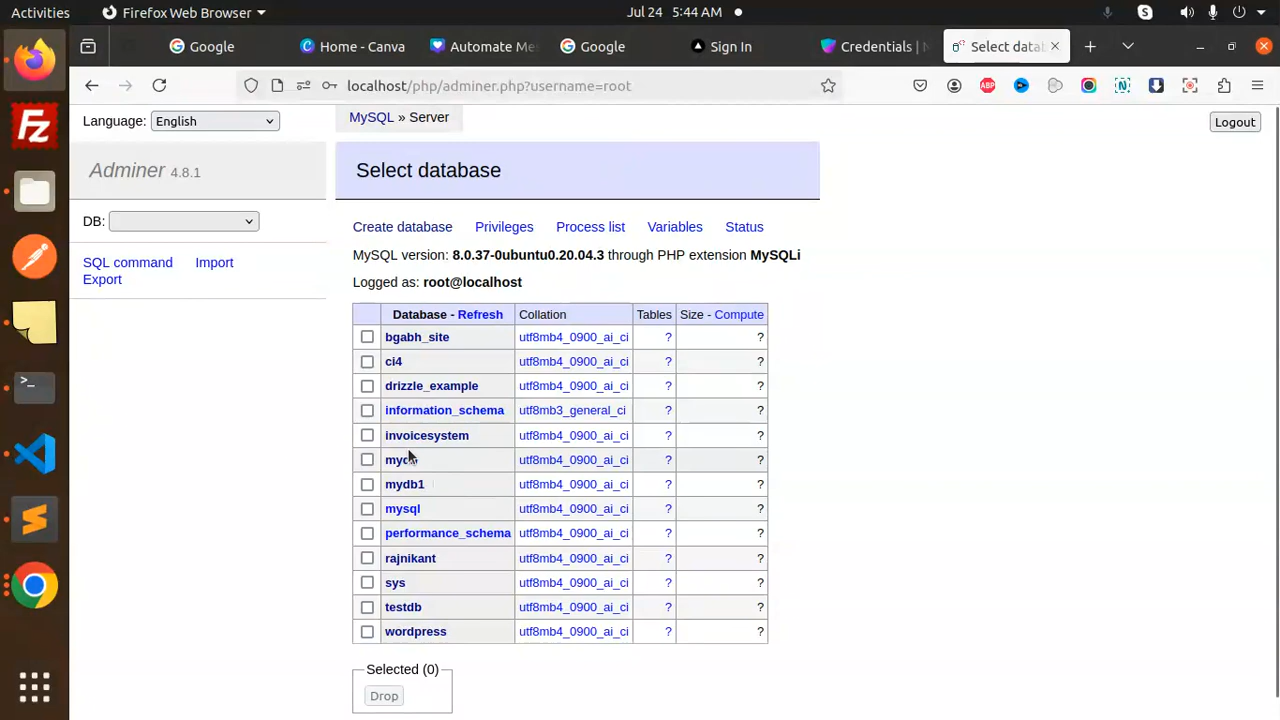 Activities
Firefox Web Browser
Jul 24 5:44 AM
Google
Home - Canva
Automate Me
Google
Sign In
Credentials |
Select data
localhost/php/adminer.php?username=root
Language: English
MySQL » Server
Logout
Adminer 4.8.1
Select database
DB:
Create database Privileges Process list Variables Status
SQL command Import
Export
MySQL version: 8.0.37-0ubuntu0.20.04.3 through PHP extension MySQLi
Logged as: root@localhost
Database - Refresh Collation Tables Size - Compute
bgabh_site utf8mb4_0900_ai_ci ? ?
ci4 utf8mb4_0900_ai_ci ? ?
drizzle_example utf8mb4_0900_ai_ci ? ?
information_schema utf8mb3_general_ci ? ?
invoicesystem utf8mb4_0900_ai_ci ? ?
utf8mb4_0900_ai_ci ? ?
mydb1 utf8mb4_0900_ai_ci ? ?
mysql utf8mb4_0900_ai_ci ? ?
performance_schema utf8mb4_0900_ai_ci ? ?
rajnikant utf8mb4_0900_ai_ci ? ?
sys utf8mb4_0900_ai_ci ? ?
testdb utf8mb4_0900_ai_ci ? ?
wordpress utf8mb4_0900_ai_ci ? ?
Selected (0)
Drop